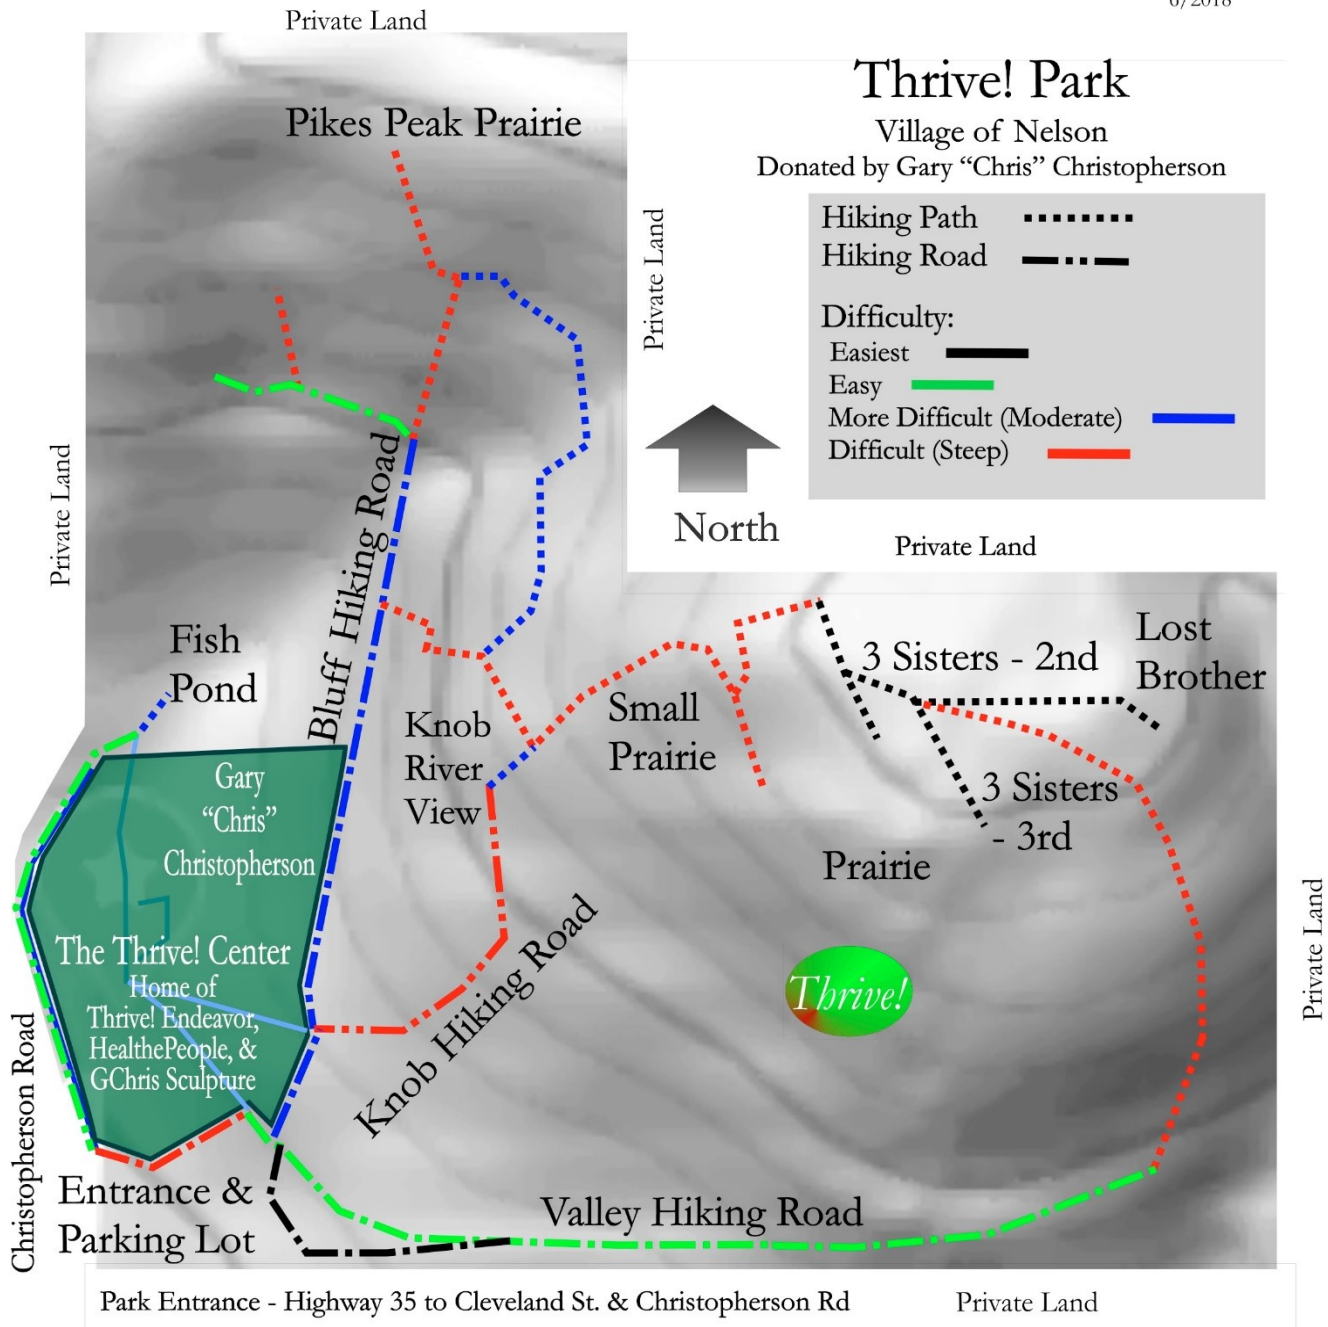 6/2018
Private Land
Thrive! Park
Village of Nelson
Donated by Gary “Chris” Christopherson
Hiking Path
Hiking Road
Difficulty:
Easiest
Easy
More Difficult (Moderate)
Difficult (Steep)
North
Private Land
Pikes Peak Prairie
Private Land
Private Land
Bluff Hiking Road
Fish
Pond
Knob
River
View
Small
Prairie
3 Sisters - 2nd
Lost
Brother
3 Sisters
- 3rd
Prairie
Gary
“Chris”
Christopherson
The Thrive! Center
Home of
Thrive! Endeavor,
HealthePeople, &
GChris Sculpture
Thrive!
Private Land
Knob Hiking Road
Christopherson Road
Entrance &
Parking Lot
Valley Hiking Road
Park Entrance - Highway 35 to Cleveland St. & Christopherson Rd
Private Land